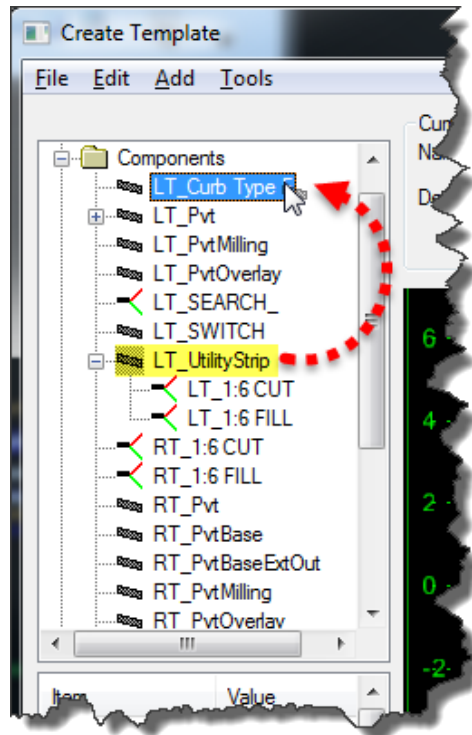 Create Template
File Edit Add Tools
Components
LT_Curb Type
LT_Pvt
LT_PvtMilling
LT_PvtOverlay
LT_SEARCH_
LT_SWITCH
LT_UtilityStrip
LT_1:6 CUT
LT_1:6 FILL
RT_1:6 CUT
RT_1:6 FILL
RT_Pvt
RT_PvtBase
RT_PvtBaseExtOut
RT_PvtMilling
RT_PvtOverlay
6
4
2
0
-2
Item Value